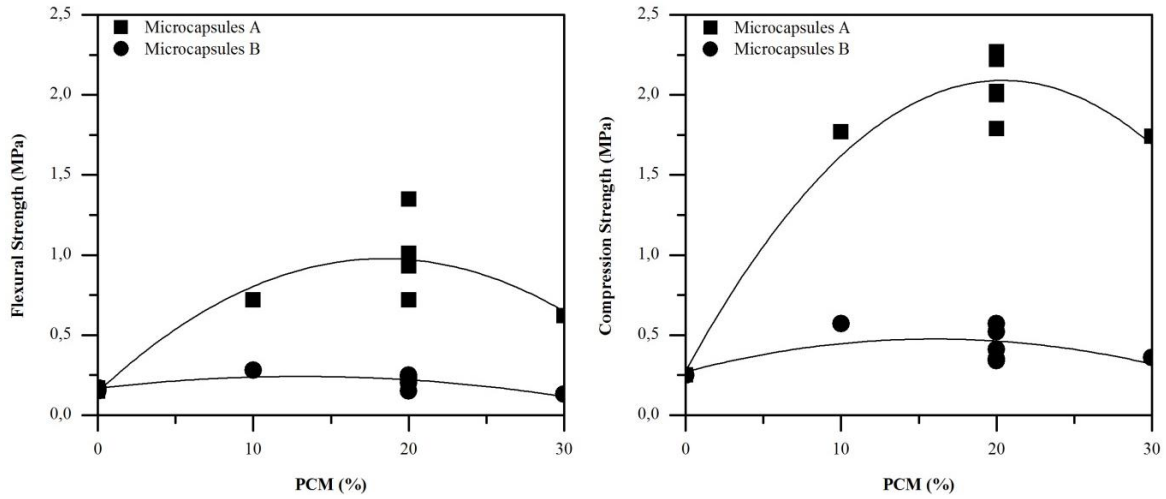 Microcapsules A
Microcapsules B
2,5
2,0
1,5
1,0
0,5
0,0
Flexural Strength (MPa)
0
10
20
30
PCM (%)
Microcapsules A
Microcapsules B
2,5
2,0
1,5
1,0
0,5
0,0
Compression Strength (MPa)
0
10
20
30
PCM (%)